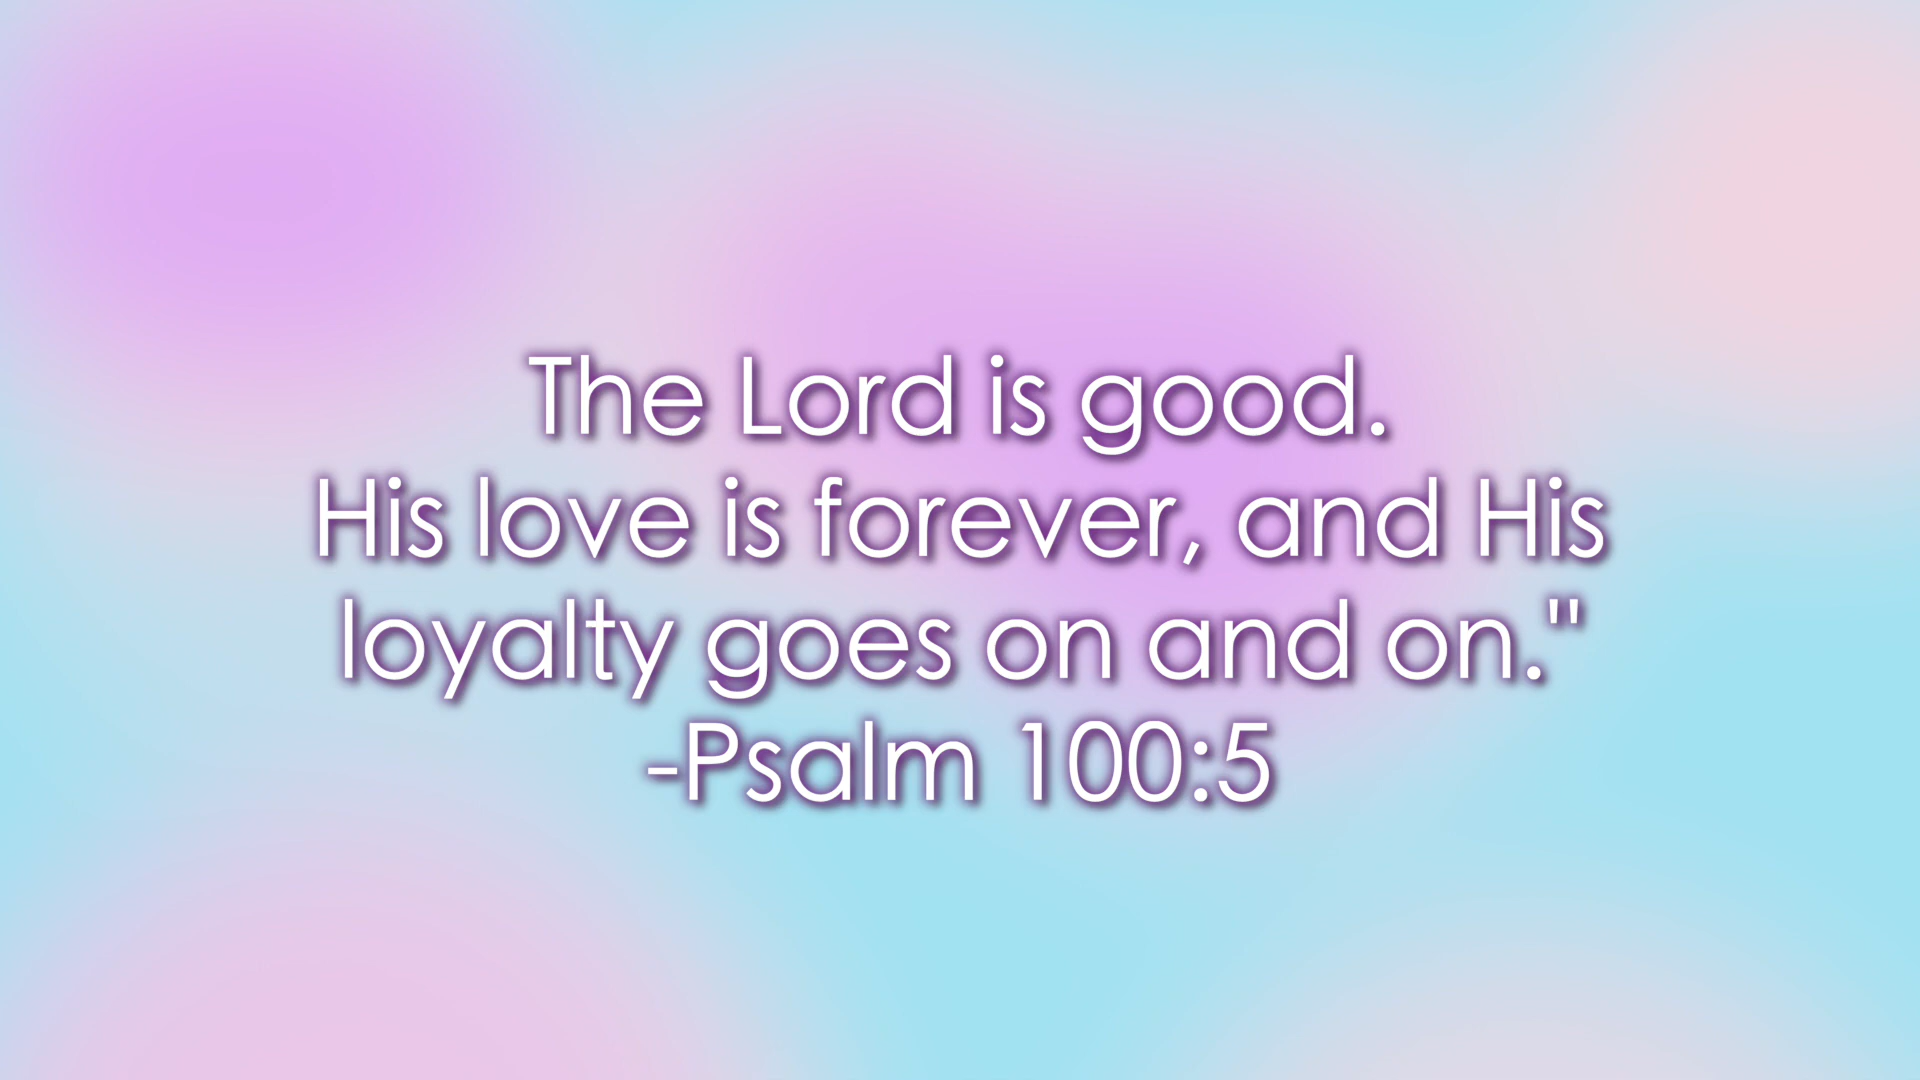 The Lord is good.
His love is forever, and His
loyalty goes on and on."
-Psalm 100:5